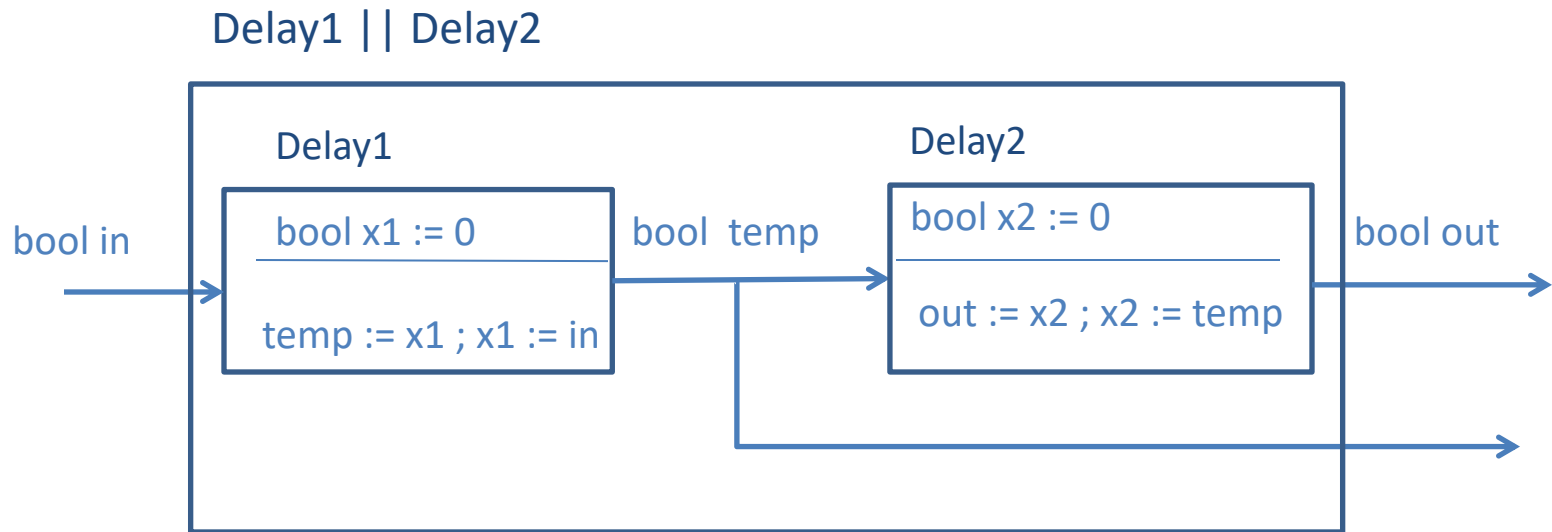 Delay1 || Delay2
Delay1
Delay2
bool in
bool x1 := 0
temp := x1 ; x1 := in
bool temp
bool x2 := 0
out := x2 ; x2 := temp
bool out